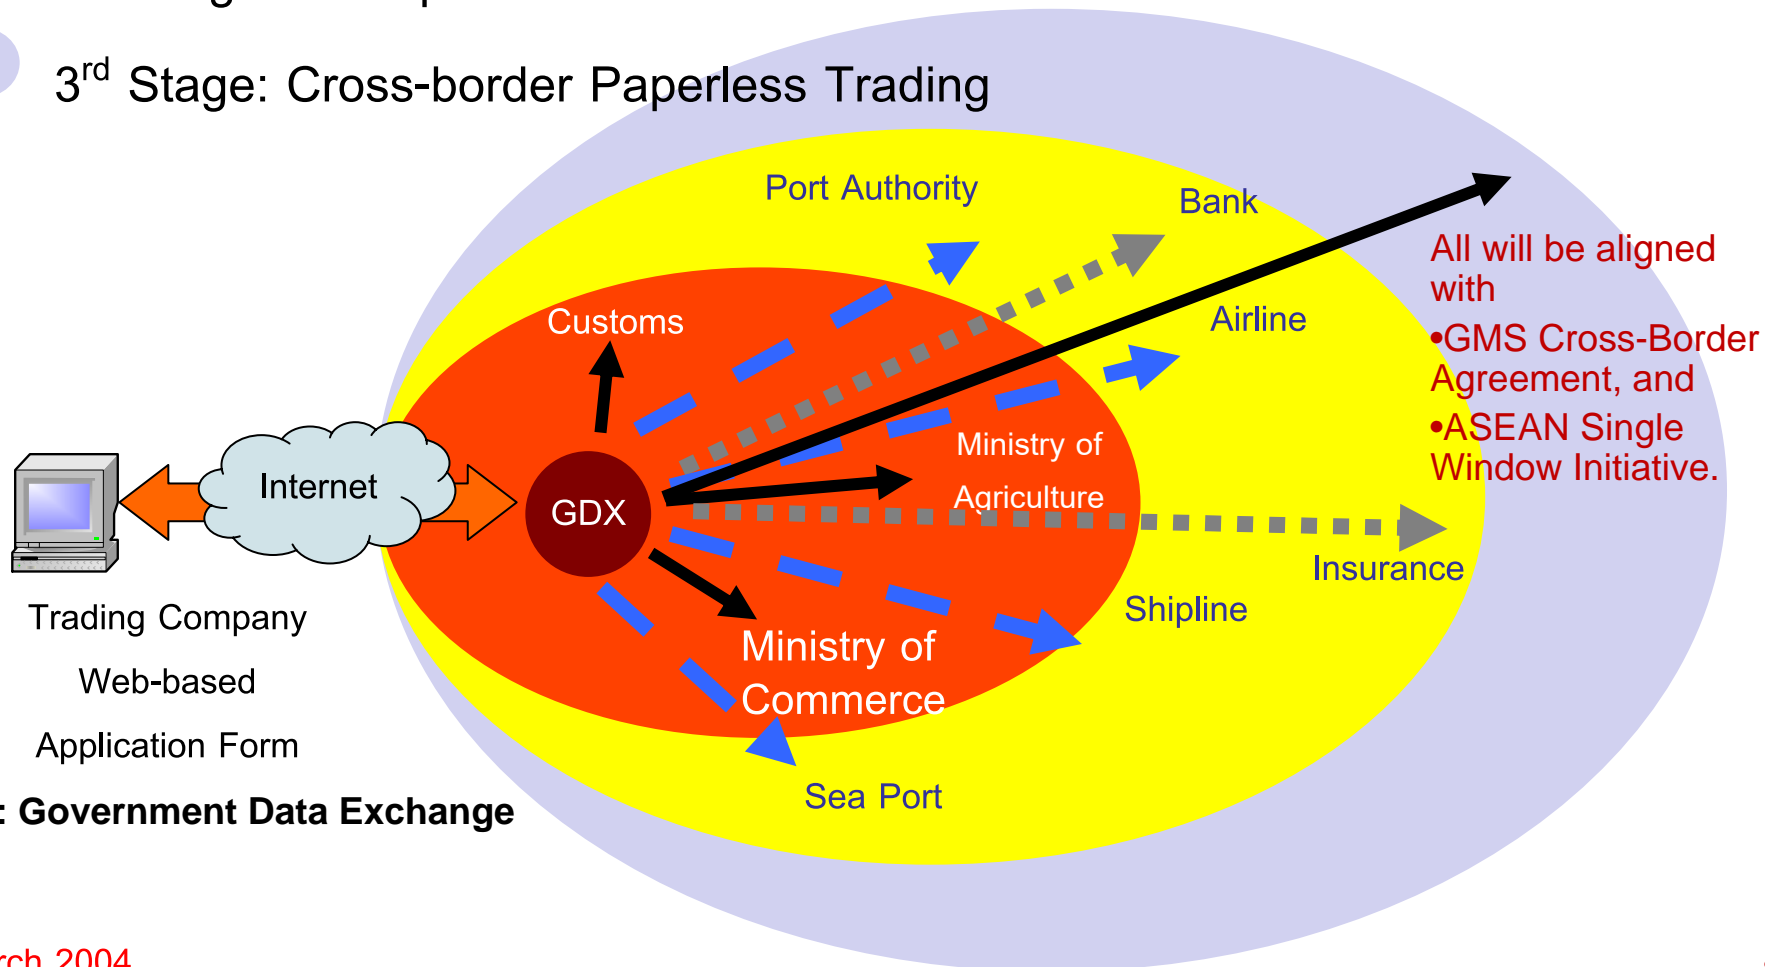 3rd Stage: Cross-border Paperless Trading
Port Authority
Bank
All will be aligned
with
•GMS Cross-Border
Agreement, and
•ASEAN Single
Window Initiative.
Customs
Airline
Ministry of
Agriculture
Internet
GDX
Insurance
Shipline
Trading Company
Web-based
Application Form
Ministry of
Commerce
Sea Port
: Government Data Exchange
2004